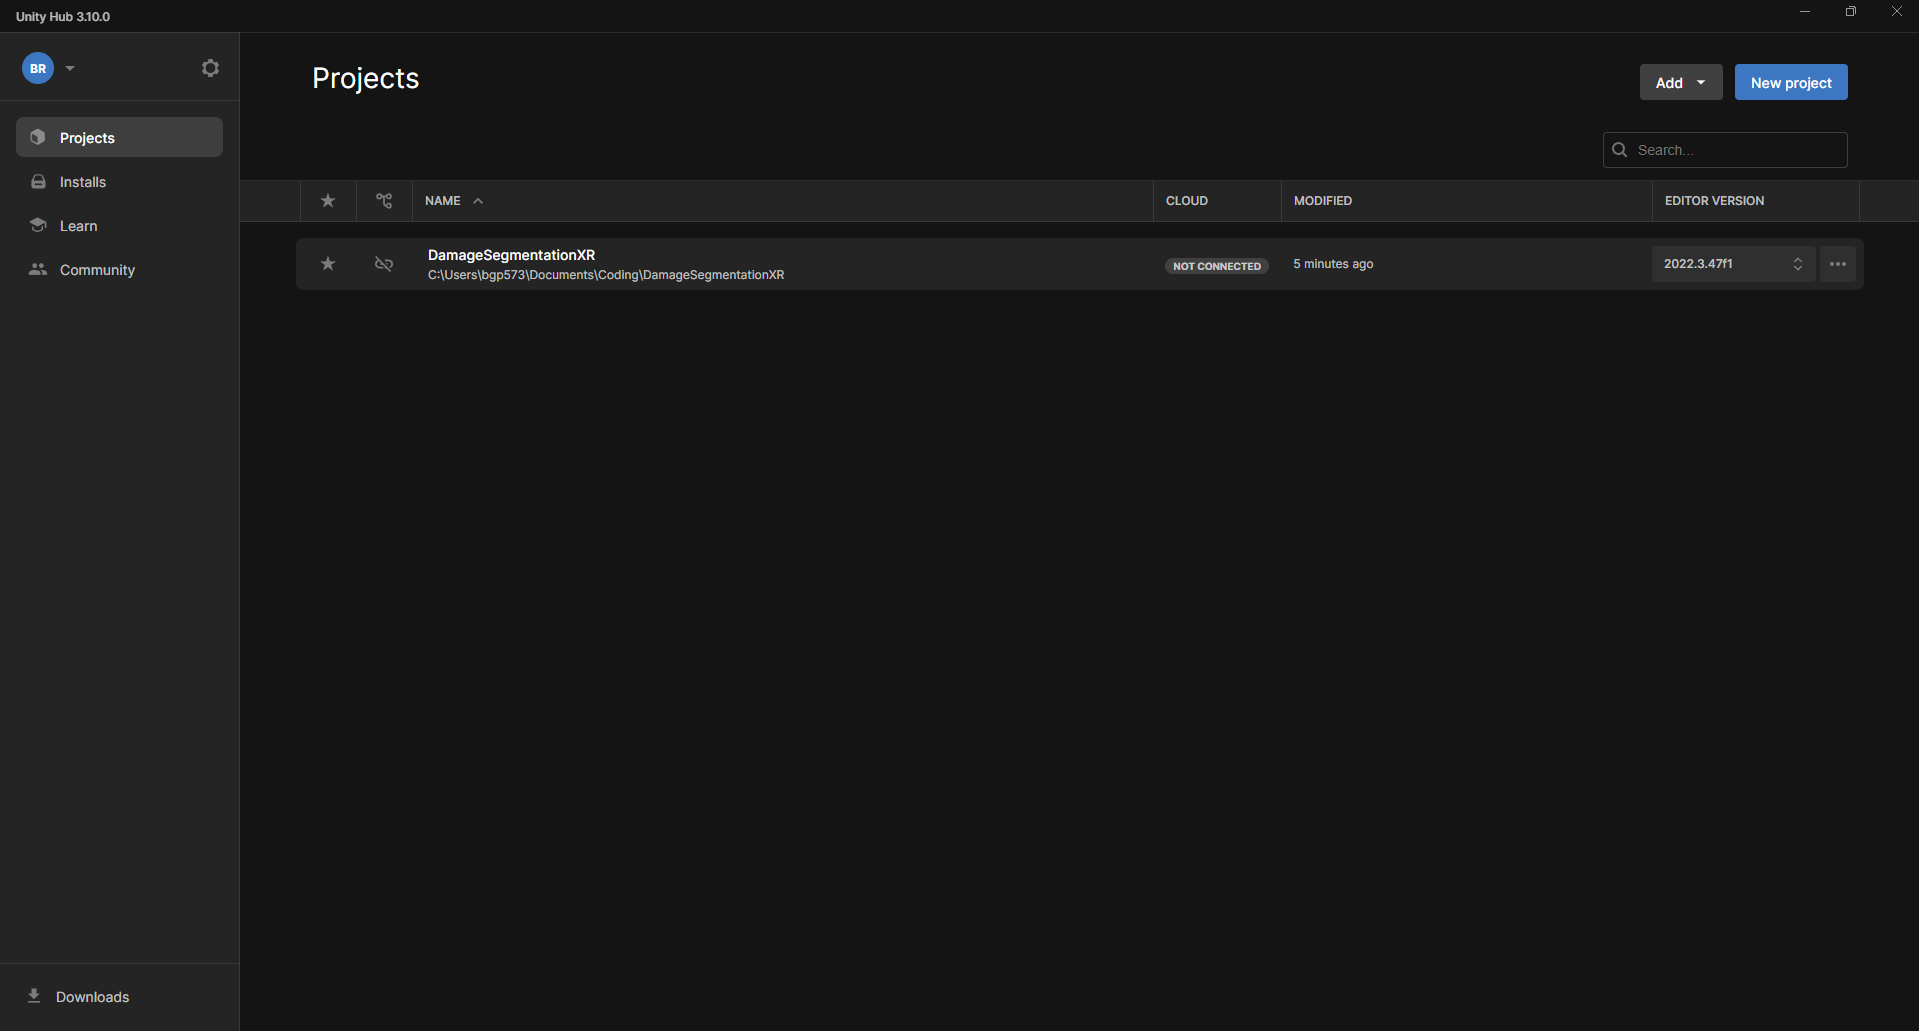 Unity Hub 3.10.0
BR
Projects
Installs
Learn
Community
Downloads
Projects
Add
New project
Search...
NAME
CLOUD
MODIFIED
EDITOR VERSION
DamageSegmentationXR
C:\Users\bgp573\Documents\Coding\DamageSegmentationXR
NOT CONNECTED
5 minutes ago
2022.3.47f1